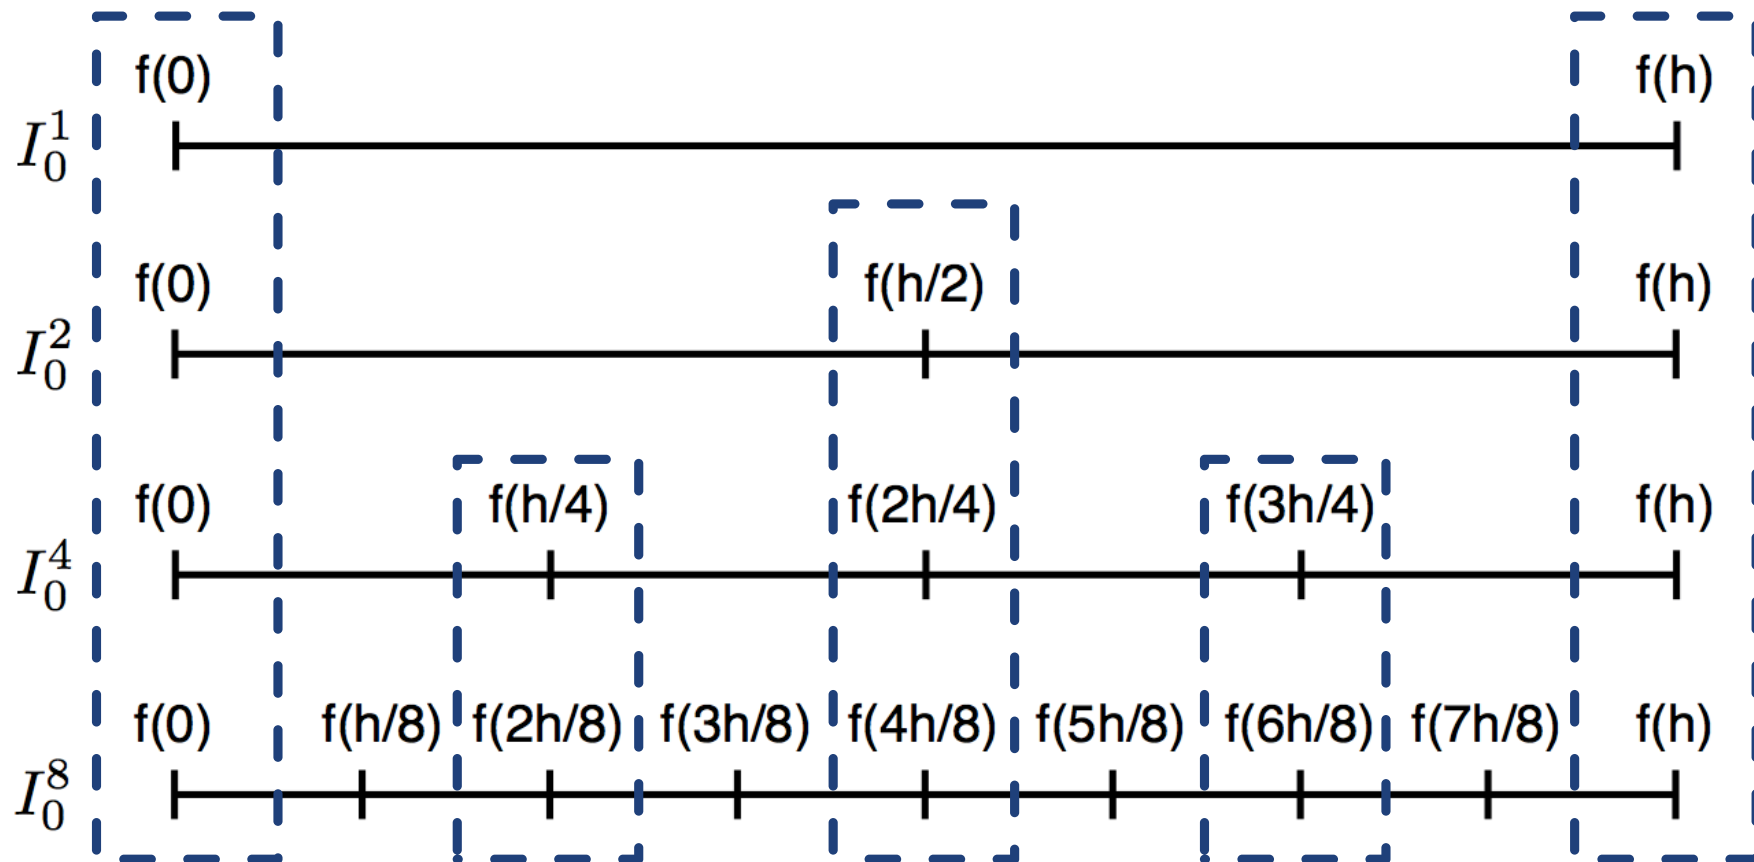 f(0) f(h)
I_0^1
f(0) f(h/2) f(h)
I_0^2
f(0) f(h/4) f(2h/4) f(3h/4) f(h)
I_0^4
f(0) f(h/8) f(2h/8) f(3h/8) f(4h/8) f(5h/8) f(6h/8) f(7h/8) f(h)
I_0^8